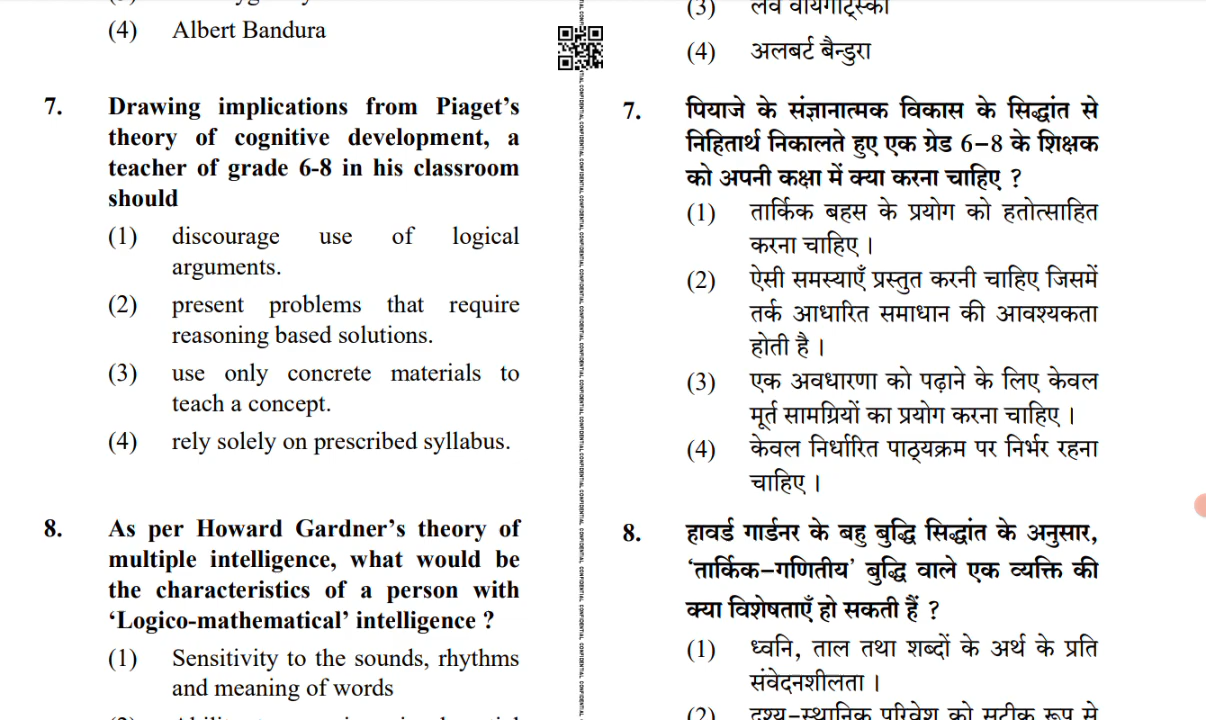 (4) Albert Bandura
7. Drawing implications from Piaget's
theory of cognitive development, a
teacher of grade 6-8 in his classroom
should
(1) discourage use of logical
arguments.
(2) present problems that require
reasoning based solutions.
(3) use only concrete materials to
teach a concept.
(4) rely solely on prescribed syllabus.
8. As per Howard Gardner's theory of
multiple intelligence, what would be
the characteristics of a person with
‘Logico-mathematical’ intelligence ?
(1) Sensitivity to the sounds, rhythms
and meaning of words
(3) लेव वायगोट्स्की
(4) अलबर्ट बैन्डुरा
7. पियाजे के संज्ञानात्मक विकास के सिद्धांत से
निहितार्थ निकालते हुए एक ग्रेड 6–8 के शिक्षक
को अपनी कक्षा में क्या करना चाहिए ?
(1) तार्किक बहस के प्रयोग को हतोत्साहित
करना चाहिए ।
(2) ऐसी समस्याएँ प्रस्तुत करनी चाहिए जिसमें
तर्क आधारित समाधान की आवश्यकता
होती है ।
(3) एक अवधारणा को पढ़ाने के लिए केवल
मूर्त सामग्रियों का प्रयोग करना चाहिए ।
(4) केवल निर्धारित पाठ्यक्रम पर निर्भर रहना
चाहिए ।
8. हावर्ड गार्डनर के बहु बुद्धि सिद्धांत के अनुसार,
‘तार्किक–गणितीय’ बुद्धि वाले एक व्यक्ति की
क्या विशेषताएँ हो सकती हैं ?
(1) ध्वनि, ताल तथा शब्दों के अर्थ के प्रति
संवेदनशीलता ।
(2) दृश्य–स्थानिक परिवेश को सटीक रूप से